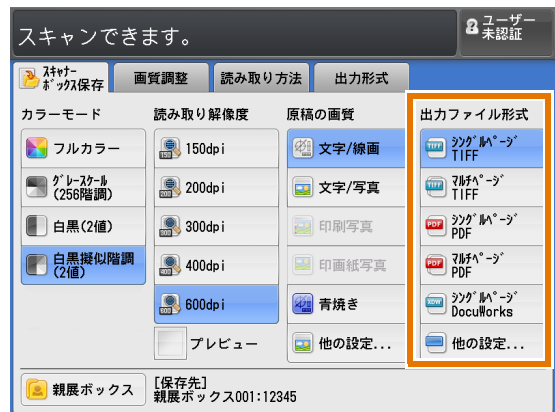 スキャンできます。
ユーザー
未認証
スキャナー
ボックス保存
画質調整
読み取り方法
出力形式
カラーモード
フルカラー
グレースケール
(256階調)
白黒(2値)
白黒擬似階調
(2値)
読み取り解像度
150dpi
200dpi
300dpi
400dpi
600dpi
プレビュー
原稿の画質
文字/線画
文字/写真
印刷写真
印画紙写真
青焼き
他の設定...
出力ファイル形式
TIFF シングルページ
TIFF
TIFF マルチページ
TIFF
PDF シングルページ
PDF
PDF マルチページ
PDF
XDW シングルページ
DocuWorks
他の設定...
親展ボックス
[保存先]
親展ボックス001:12345